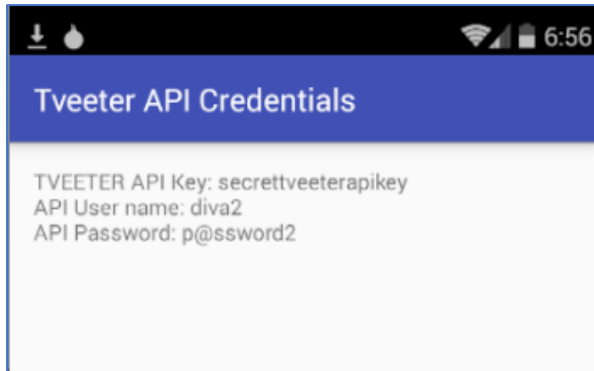 6:56
Tveeter API Credentials
TVEETER API Key: secrettveeterapikey
API User name: diva2
API Password: p@ssword2